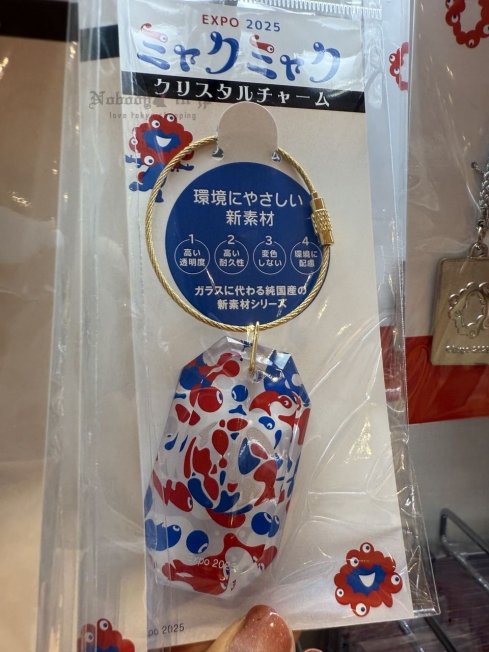 EXPO 2025
ミャクミャク
クリスタルチャーム
love tokyo shopping
環境にやさしい
新素材
1 2 3 4
高い 高い 変色 環境に
透明度 耐久性 しない 配慮
ガラスに代わる純国産の
新素材シリーズ